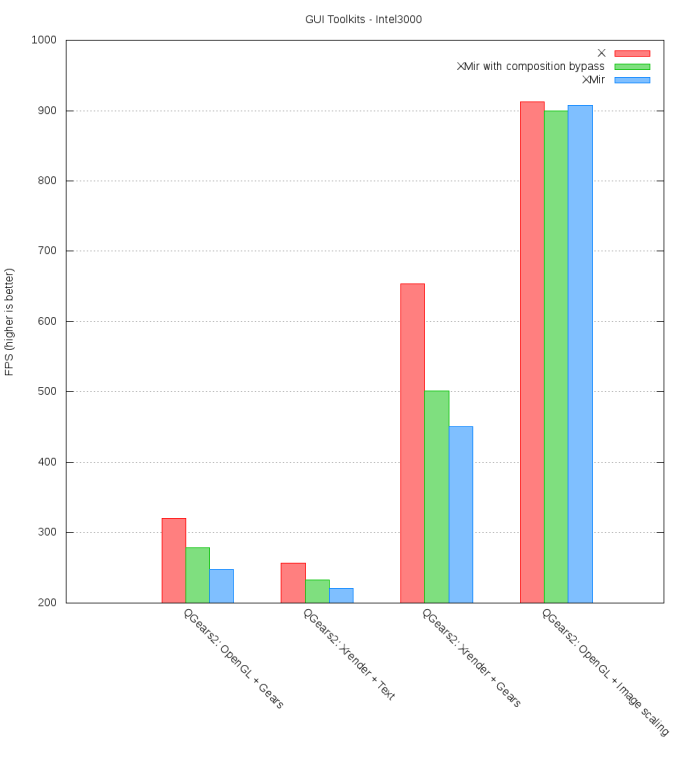 GUI Toolkits - Intel3000
X
XMir with composition bypass
XMir
FPS (higher is better)
1000
900
800
700
600
500
400
300
200
QGears2: OpenGL + Gears
QGears2: Xrender + Text
QGears2: Xrender + Gears
QGears2: OpenGL + Image scaling